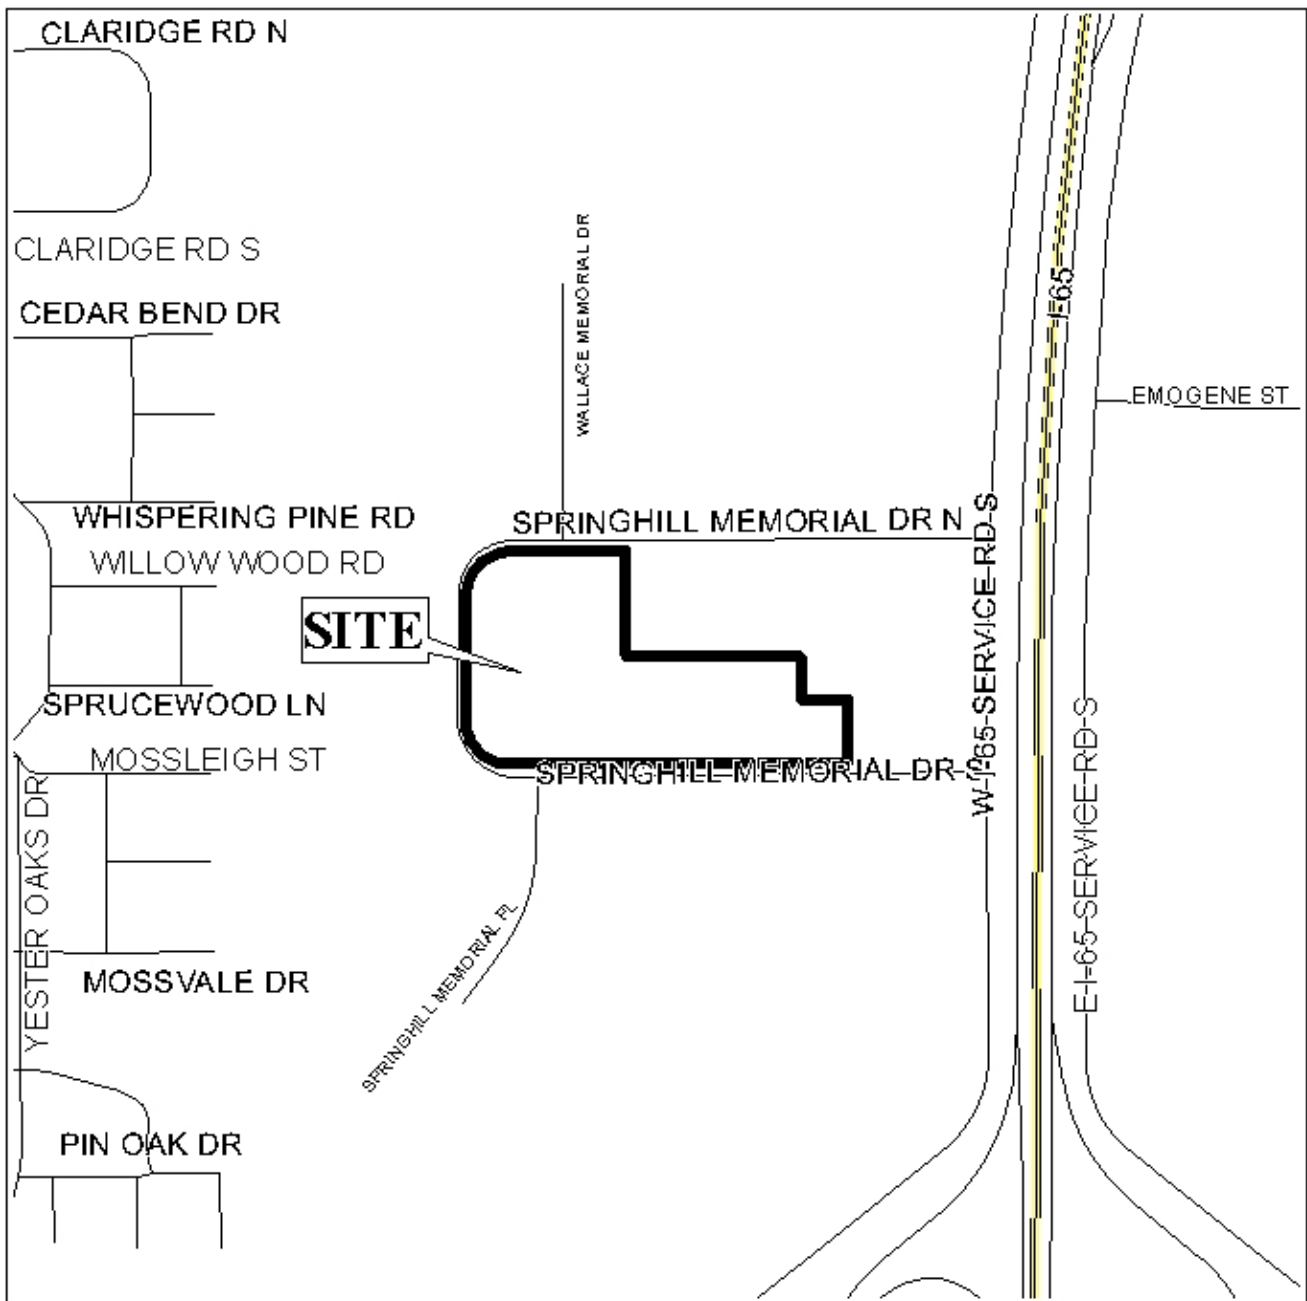 CLARIDGE RD N
CLARIDGE RD S
CEDAR BEND DR
WALLACE MEMORIAL DR
I-65
EMOGENE ST
WHISPERING PINE RD
SPRINGHILL MEMORIAL DR N
WILLOW WOOD RD
SITE
W-I-65-SERVICE-RD-S
SPRUCEWOOD LN
MOSSLEIGH ST
SPRINGHILL-MEMORIAL-DR-S
E-I-65-SERVICE-RD-S
YESTER OAKS DR
SPRINGHILL MEMORIAL PL
MOSSVALE DR
PIN OAK DR